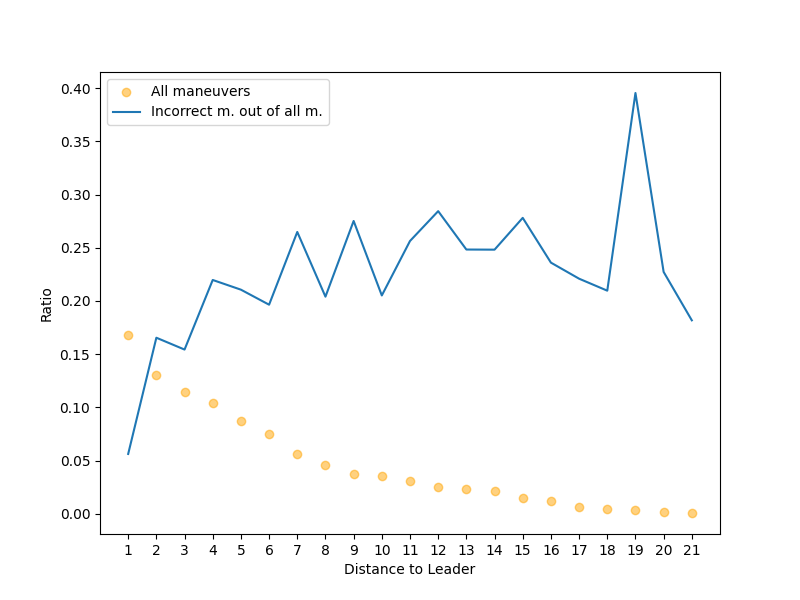 All maneuvers
Incorrect m. out of all m.
0.40
0.35
0.30
0.25
0.20
0.15
0.10
0.05
0.00
Ratio
1 2 3 4 5 6 7 8 9 10 11 12 13 14 15 16 17 18 19 20 21
Distance to Leader